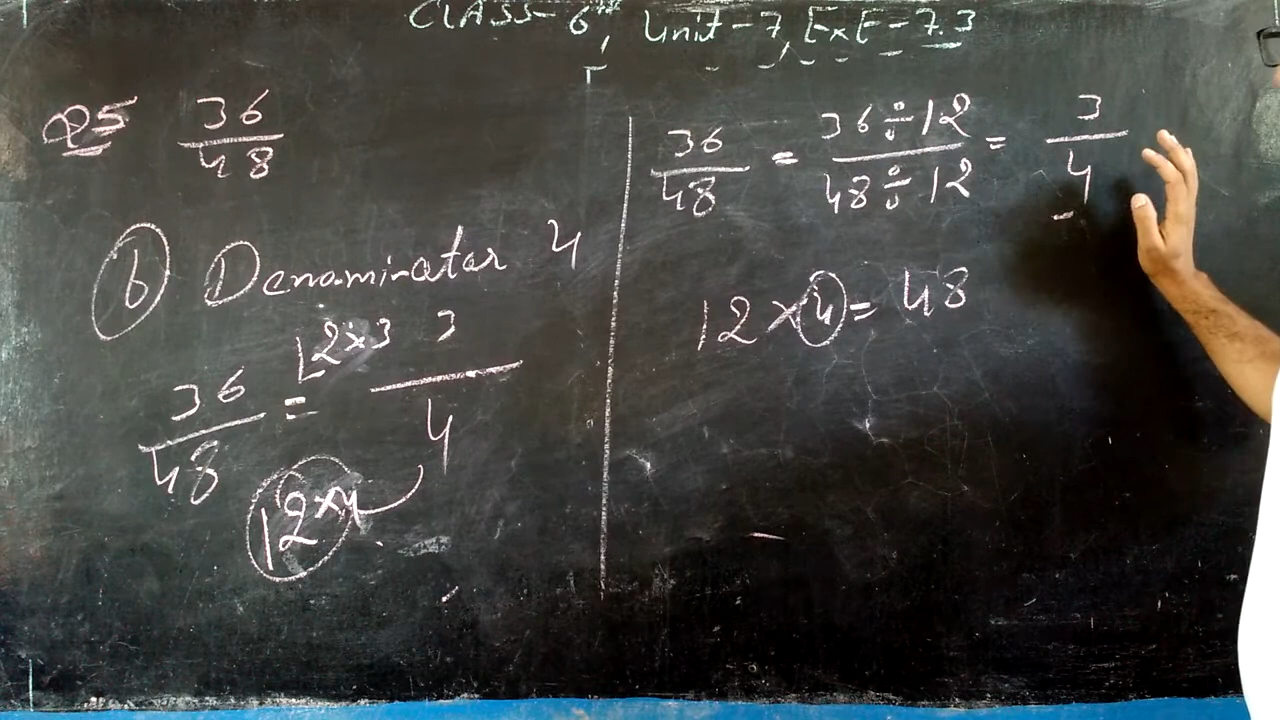 CLASS-6th, Unit-7, ExE-7.3
Q5 36/48
(b) Denominator 4
12×3
36/48 = 3/4
12×4
36/48 = 36÷12/48÷12 = 3/4
12×4=48